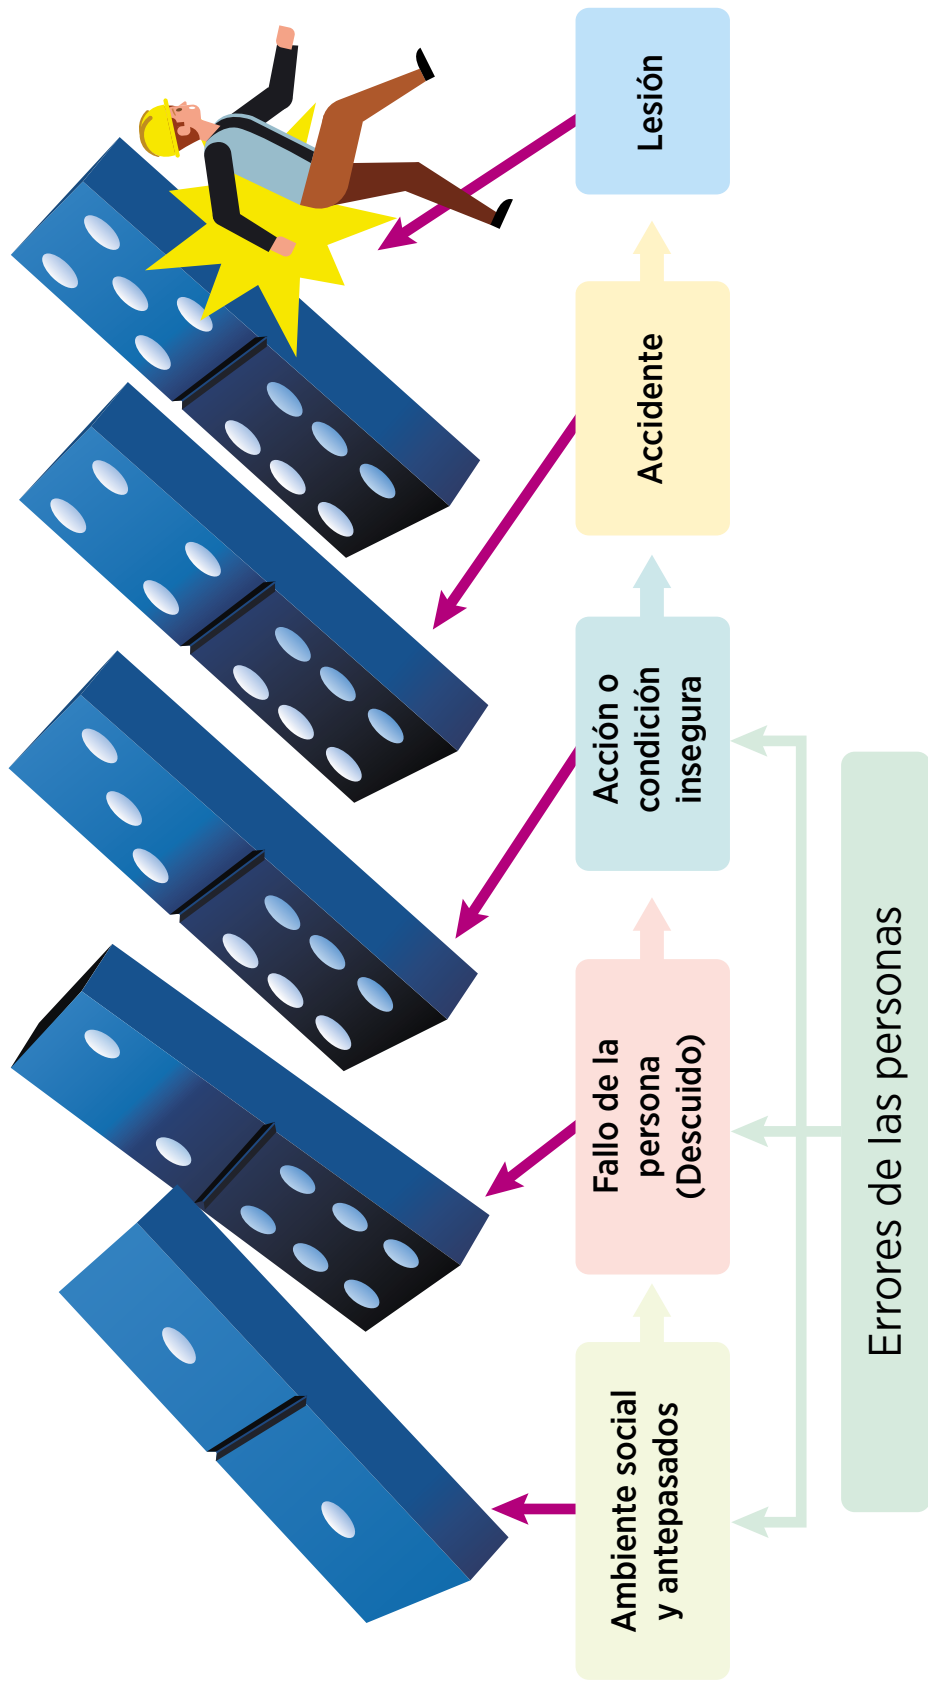 Ambiente social
y antepasados
Fallo de la
persona
(Descuido)
Acción o
condición
insegura
Accidente
Lesión
Errores de las personas